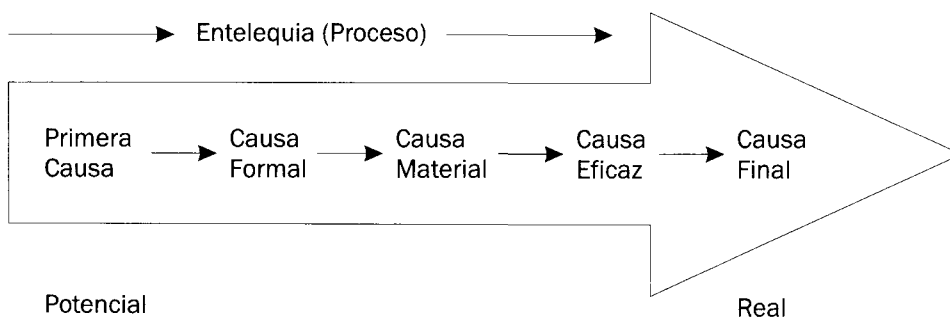 Entelequia (Proceso)
Primera Causa
Causa Formal
Causa Material
Causa Eficaz
Causa Final
Potencial
Real